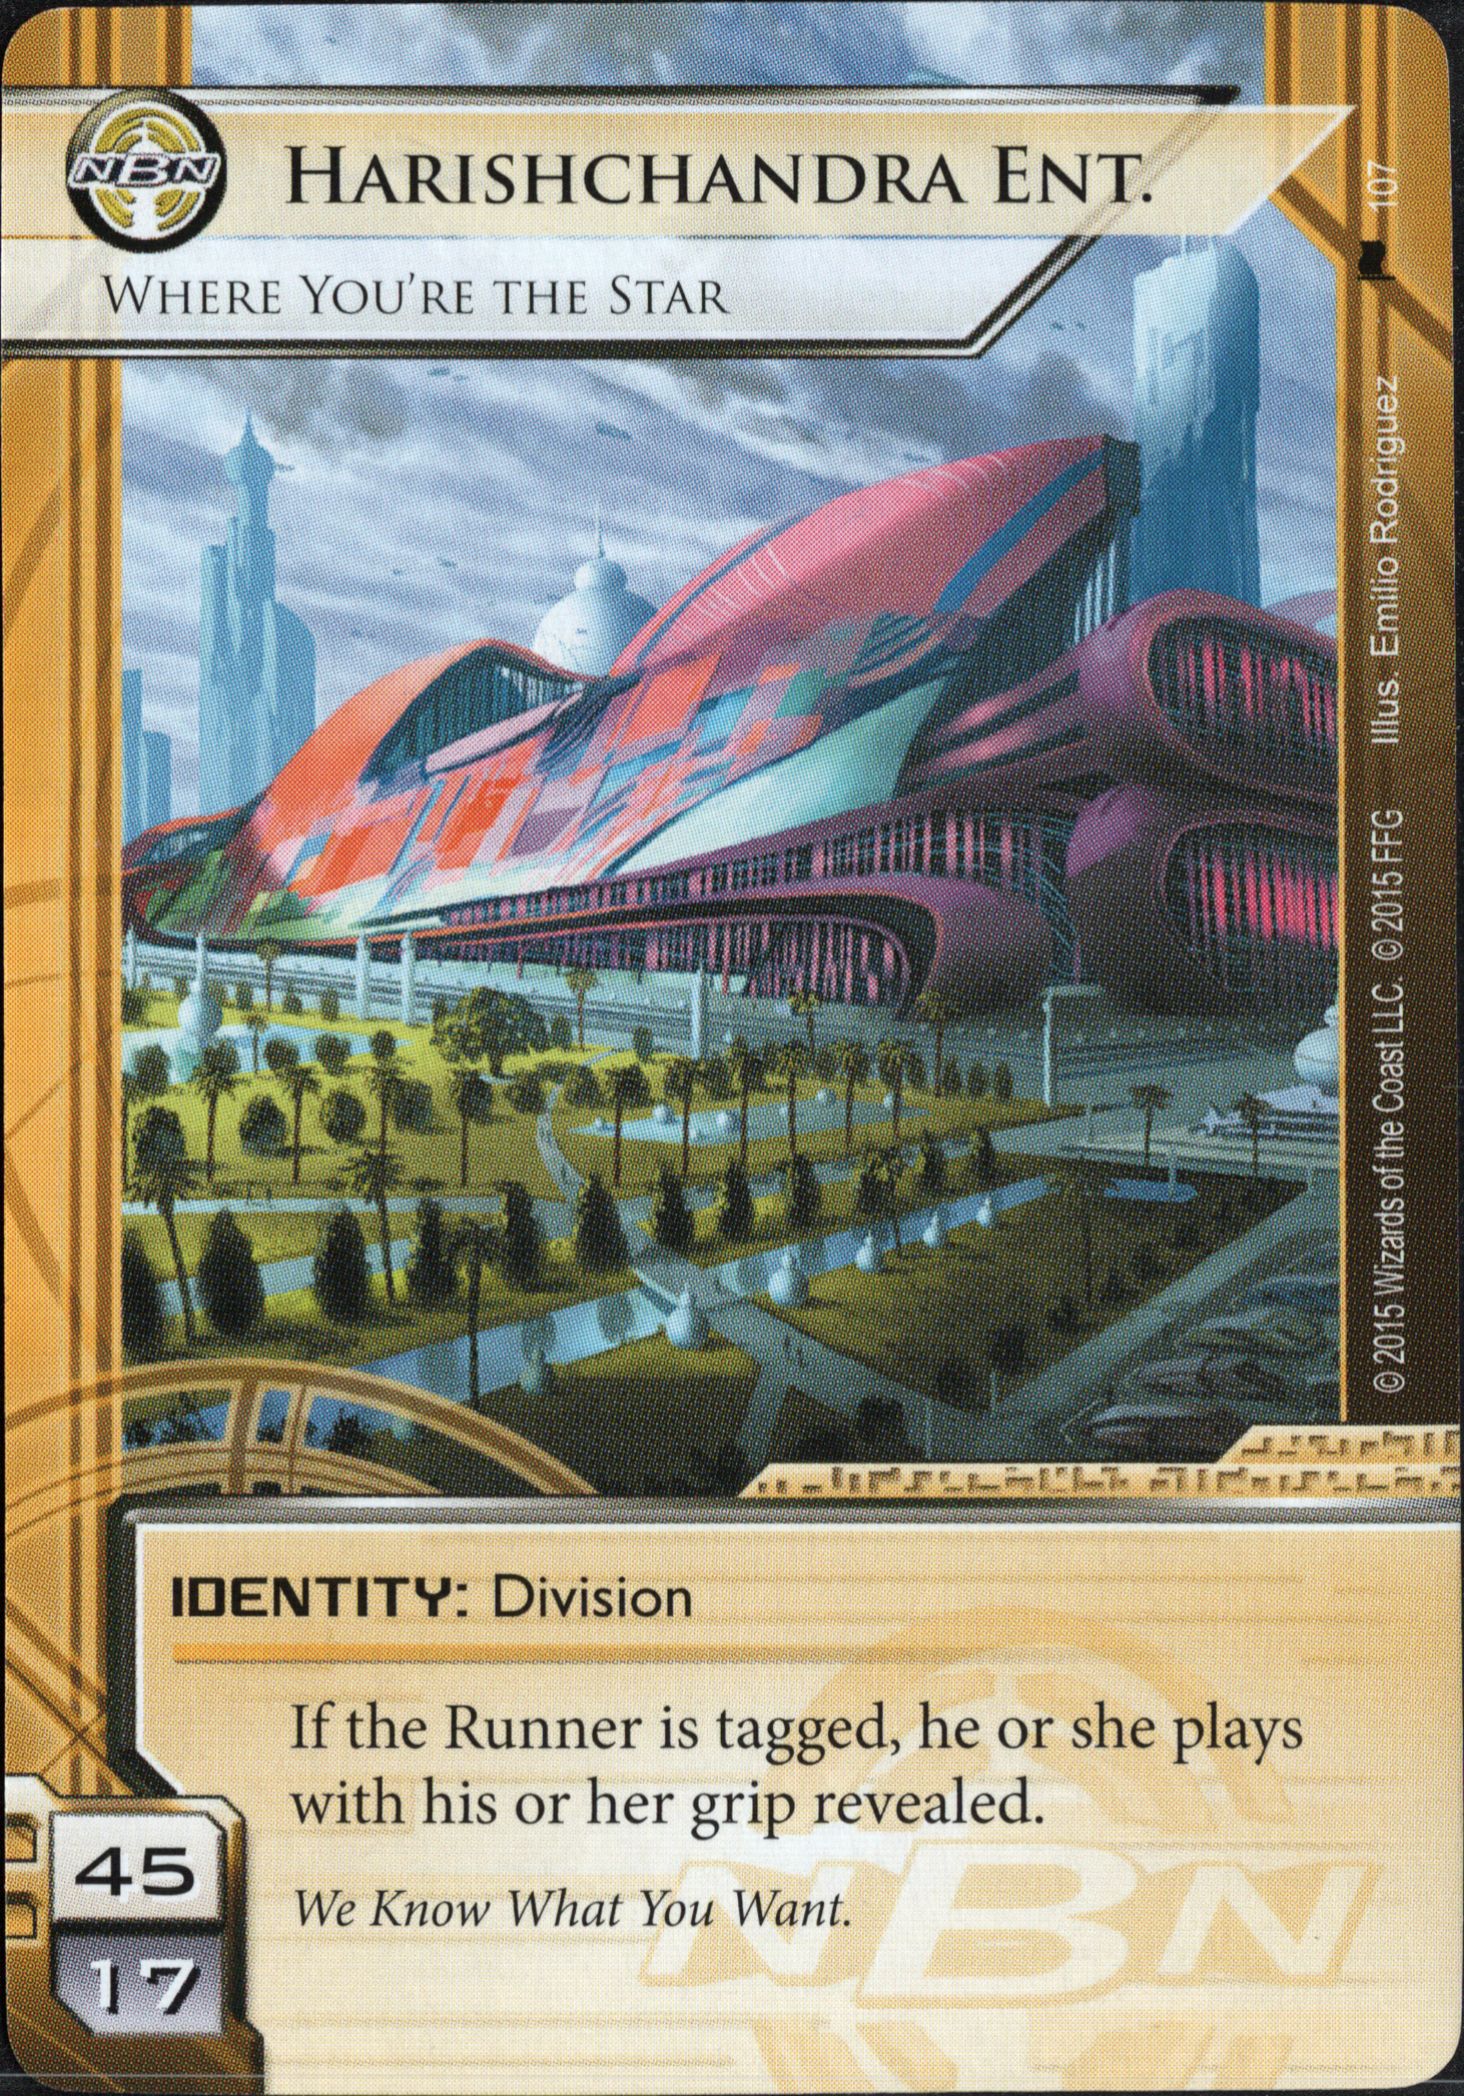 NBN
HARISHCHANDRA ENT.
WHERE YOU'RE THE STAR
107
Illus. Emilio Rodriguez
© 2015 Wizards of the Coast LLC. © 2015 FFG
IDENTITY: Division
If the Runner is tagged, he or she plays
with his or her grip revealed.
We Know What You Want.
NBN
45
17